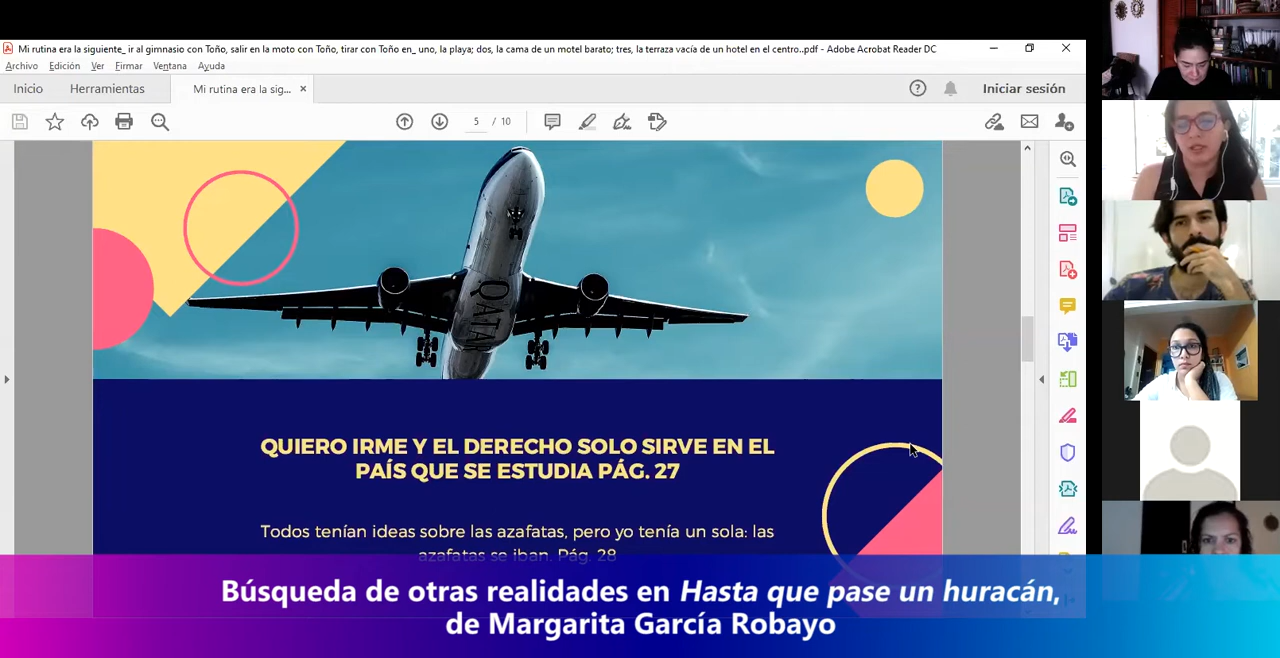 Mi rutina era la siguiente_ ir al gimnasio con Toño, salir en la moto con Toño, tirar con Toño en_ uno, la playa; dos, la cama de un motel barato; tres, la terraza vacía de un hotel en el centro..pdf - Adobe Acrobat Reader DC
Archivo Edición Ver Firmar Ventana Ayuda
Inicio Herramientas Mi rutina era la sig... Iniciar sesión
5 / 10
QATAR
QUIERO IRME Y EL DERECHO SOLO SIRVE EN EL
PAÍS QUE SE ESTUDIA PÁG. 27
Todos tenían ideas sobre las azafatas, pero yo tenía un sola: las
azafatas se iban. Pág. 28
Búsqueda de otras realidades en Hasta que pase un huracán,
de Margarita García Robayo